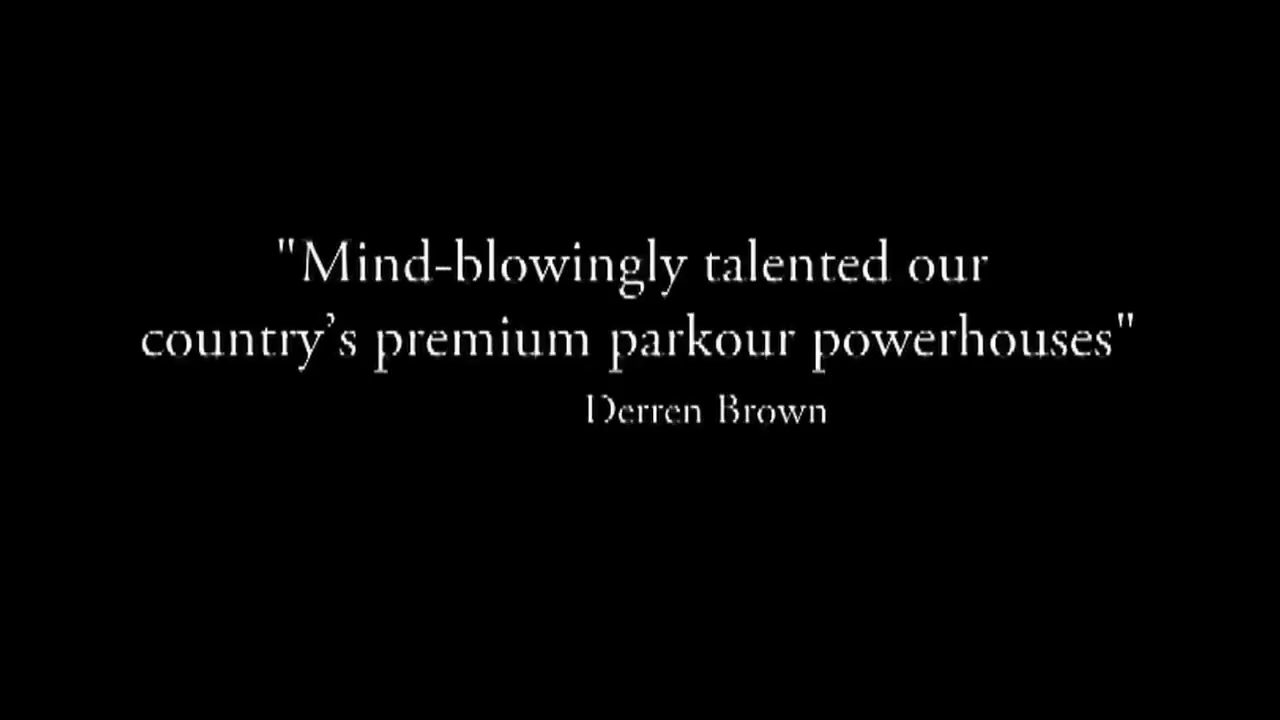 "Mind-blowingly talented our
country’s premium parkour powerhouses"
Derren Brown